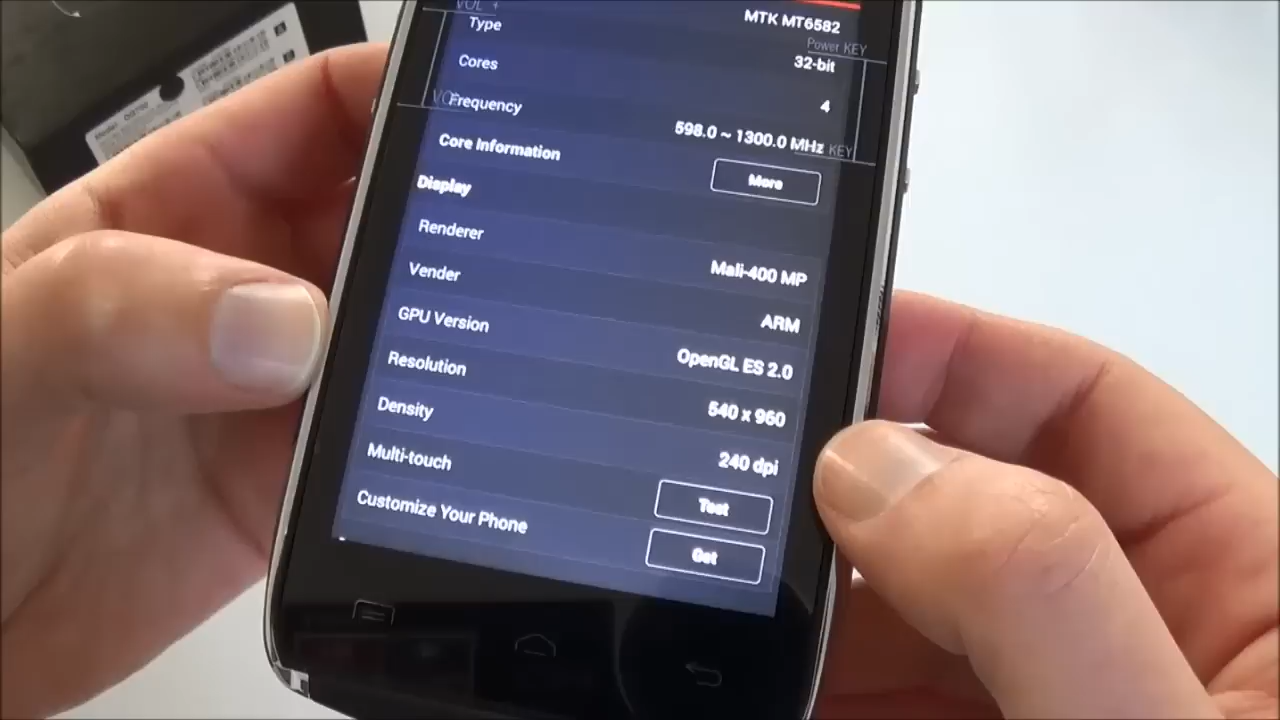 VOL +
MTK MT6582
Type
Power KEY
32-bit
Cores
4
Frequency
598.0 ~ 1300.0 MHz
KEY
Core Information
More
Display
Renderer
Mali-400 MP
Vender
ARM
GPU Version
OpenGL ES 2.0
Resolution
540 x 960
Density
240 dpi
Multi-touch
Test
Customize Your Phone
Get